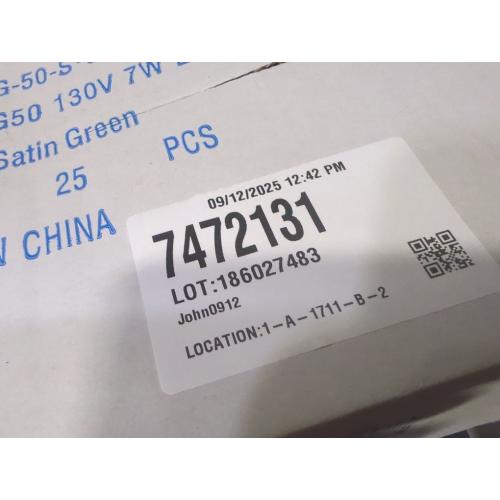 G-50-S
G50 130V 7W
Satin Green
25 PCS
CHINA
09/12/2025 12:42 PM
7472131
LOT:186027483
John0912
LOCATION:1-A-1711-B-2